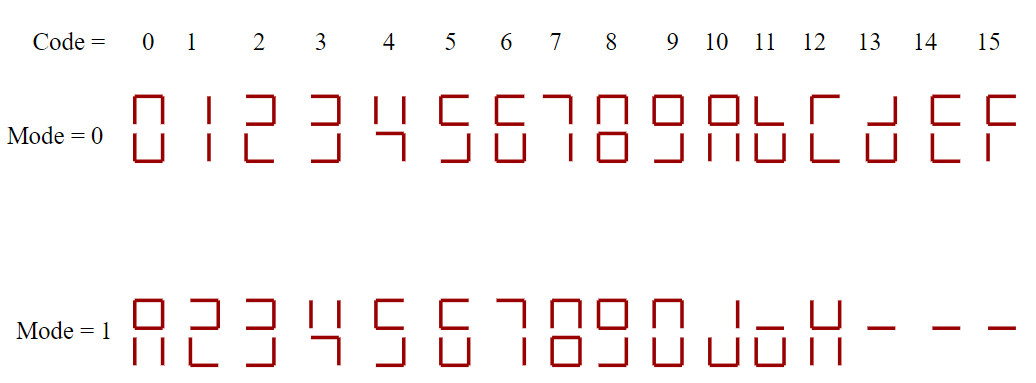 Code = 0 1 2 3 4 5 6 7 8 9 10 11 12 13 14 15
Mode = 0 0 1 2 3 4 5 6 7 8 9 A b C d E F
Mode = 1 A 2 3 4 5 6 7 8 9 0 J o H - - -